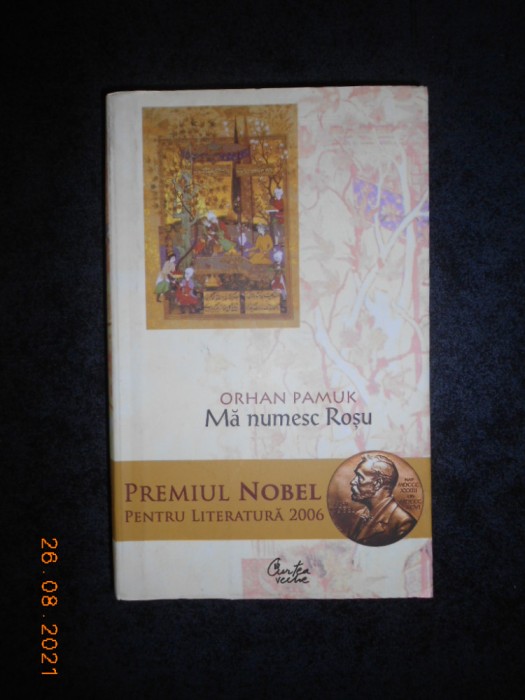 ORHAN PAMUK
Mă numesc Roșu
PREMIUL NOBEL
PENTRU LITERATURĂ 2006
Curtea
veche
26.08.2021